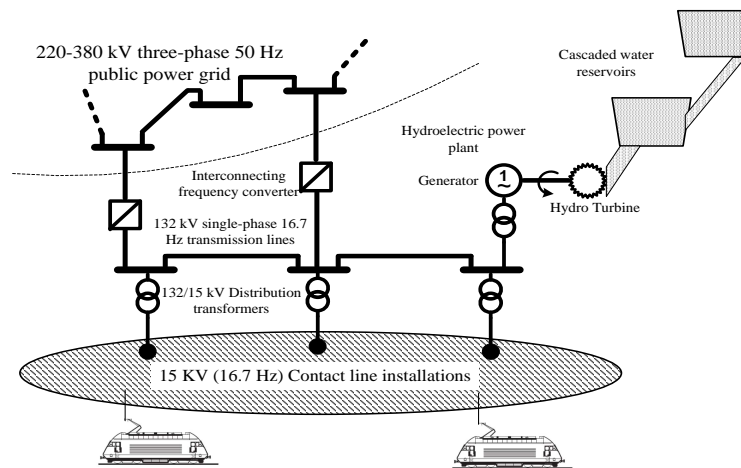 220-380 kV three-phase 50 Hz
public power grid
Cascaded water
reservoirs
Hydroelectric power
plant
Interconnecting
frequency converter
Generator
1
~
Hydro Turbine
132 kV single-phase 16.7
Hz transmission lines
132/15 kV Distribution
transformers
15 KV (16.7 Hz) Contact line installations